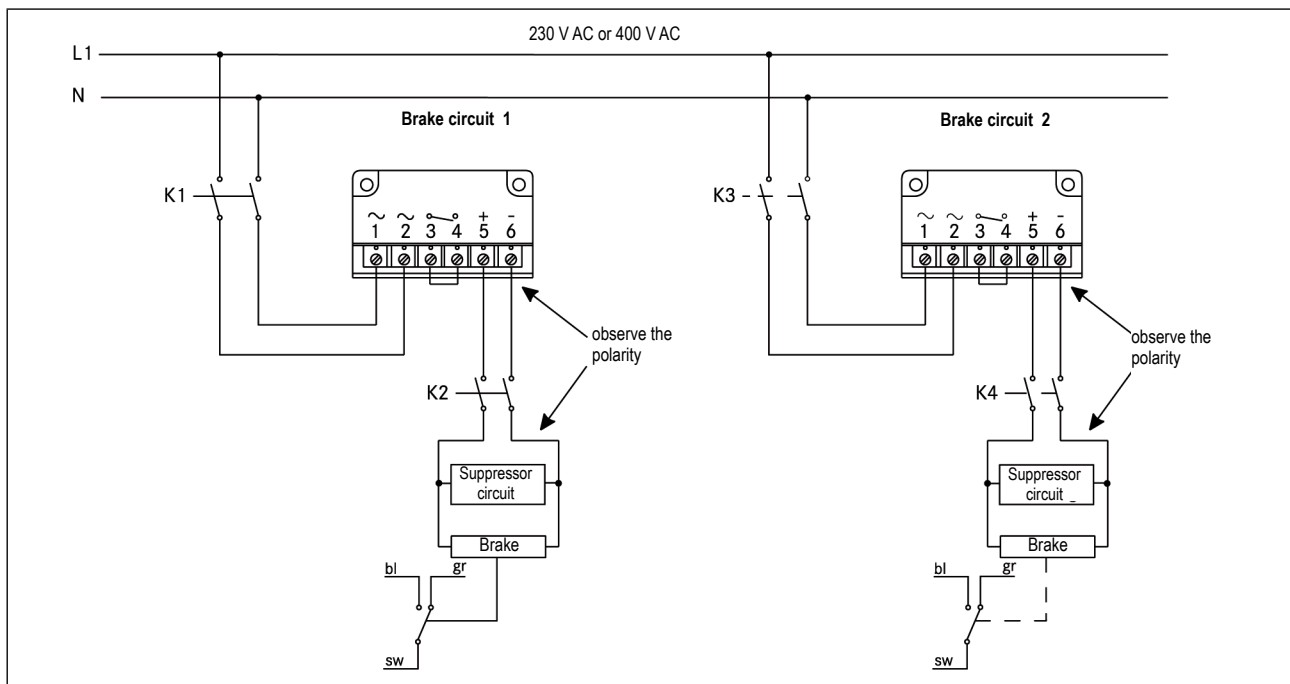 230 V AC or 400 V AC
L1
N
Brake circuit 1
Brake circuit 2
K1
K3
~ ~ + -
1 2 3 4 5 6
~ ~ + -
1 2 3 4 5 6
observe the
polarity
observe the
polarity
K2
K4
Suppressor
circuit
Suppressor
circuit _
Brake
Brake
bl gr
bl gr
sw
sw